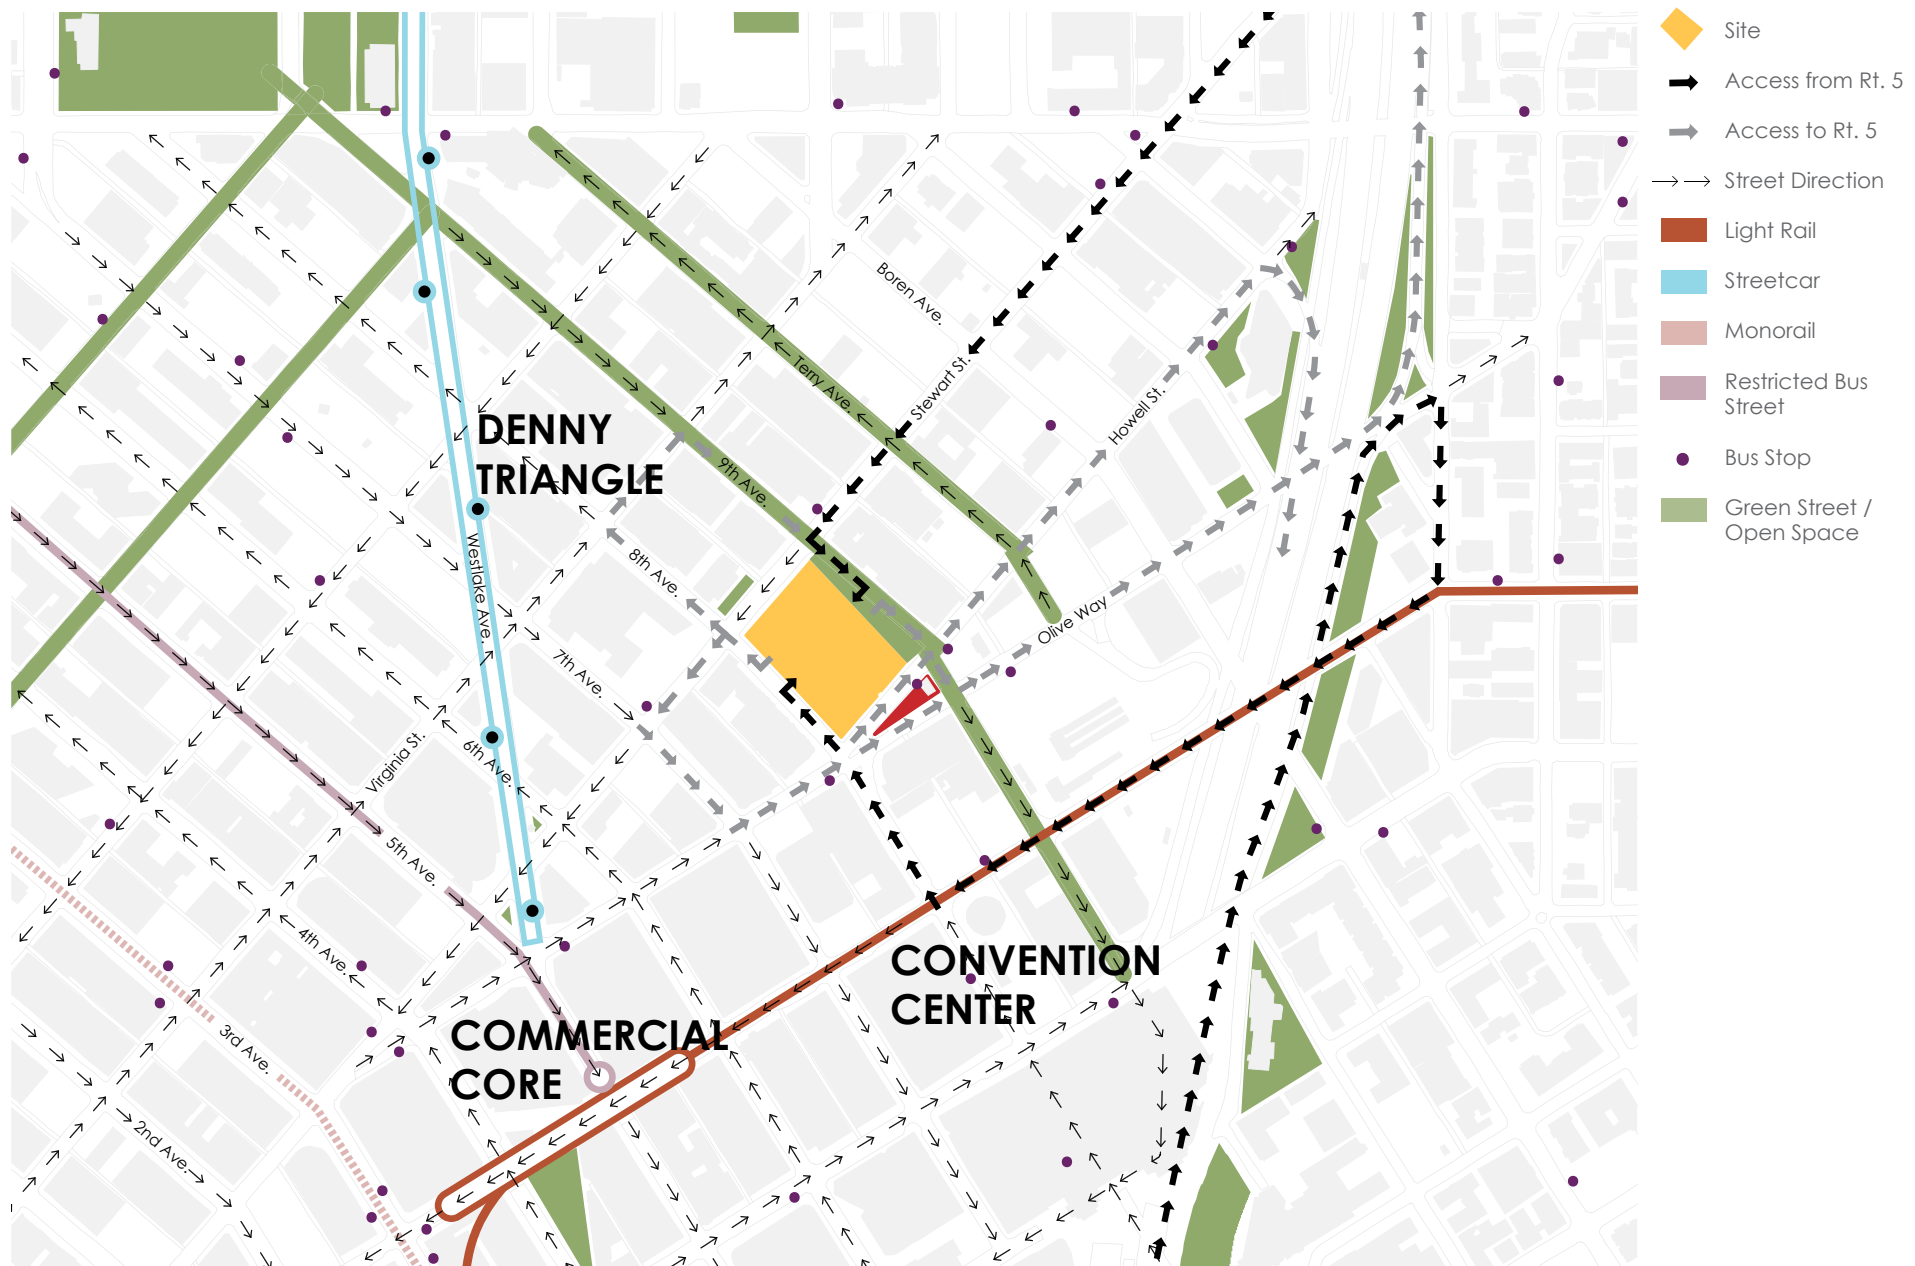 Site
Access from Rt. 5
Access to Rt. 5
Street Direction
Light Rail
Streetcar
Monorail
Restricted Bus
Street
Bus Stop
Green Street /
Open Space
Boren Ave.
Terry Ave.
Stewart St.
Howell St.
DENNY
TRIANGLE
9th Ave.
8th Ave.
Westlake Ave.
Olive Way
7th Ave.
Virginia St.
6th Ave.
5th Ave.
4th Ave.
CONVENTION
CENTER
COMMERCIAL
CORE
3rd Ave.
2nd Ave.